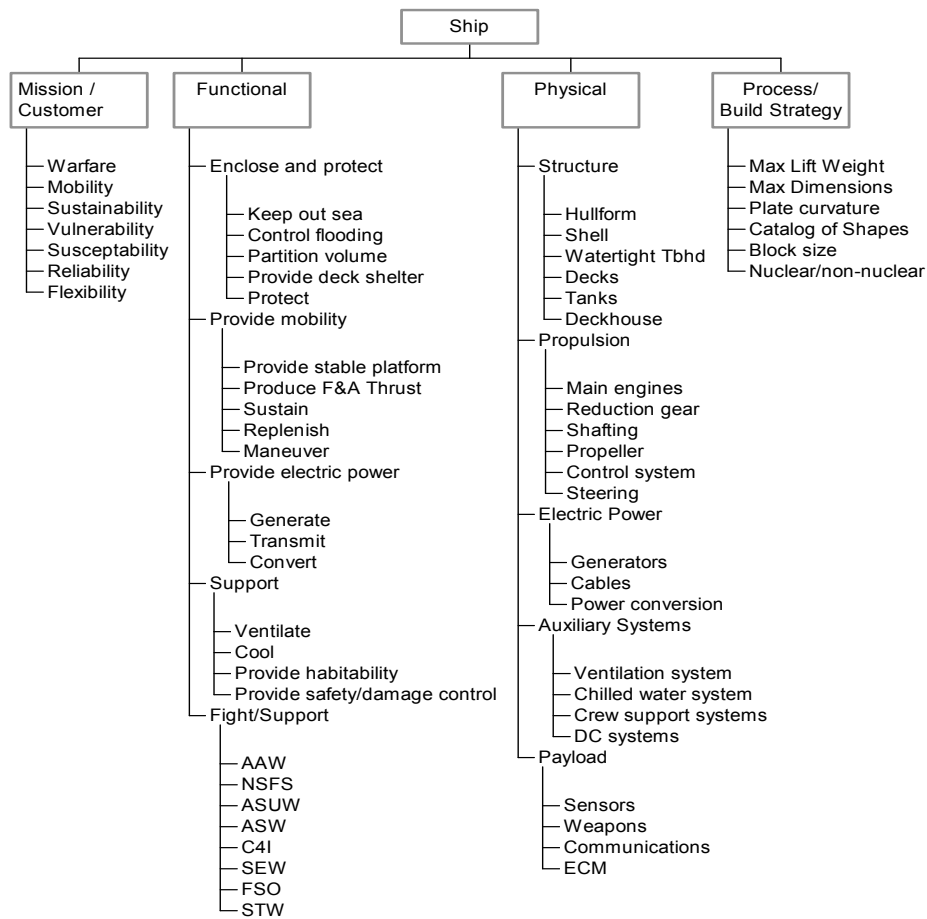 Ship
Mission /
Customer
Warfare
Mobility
Sustainability
Vulnerability
Susceptability
Reliability
Flexibility
Functional
Enclose and protect
Keep out sea
Control flooding
Partition volume
Provide deck shelter
Protect
Provide mobility
Provide stable platform
Produce F&A Thrust
Sustain
Replenish
Maneuver
Provide electric power
Generate
Transmit
Convert
Support
Ventilate
Cool
Provide habitability
Provide safety/damage control
Fight/Support
AAW
NSFS
ASUW
ASW
C4I
SEW
FSO
STW
Physical
Structure
Hullform
Shell
Watertight Tbhd
Decks
Tanks
Deckhouse
Propulsion
Main engines
Reduction gear
Shafting
Propeller
Control system
Steering
Electric Power
Generators
Cables
Power conversion
Auxiliary Systems
Ventilation system
Chilled water system
Crew support systems
DC systems
Payload
Sensors
Weapons
Communications
ECM
Process/
Build Strategy
Max Lift Weight
Max Dimensions
Plate curvature
Catalog of Shapes
Block size
Nuclear/non-nuclear